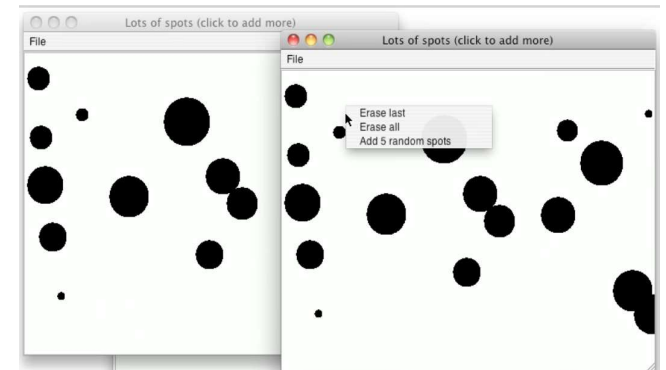 Lots of spots (click to add more)
File
Lots of spots (click to add more)
File
Erase last
Erase all
Add 5 random spots